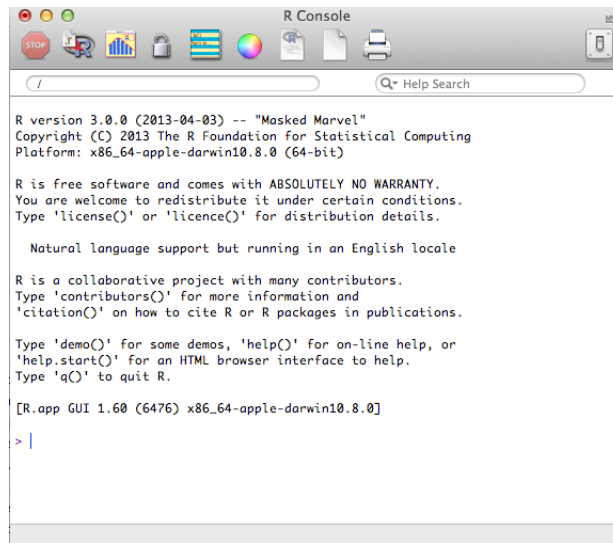 R Console
STOP
R
/
Help Search
R version 3.0.0 (2013-04-03) -- "Masked Marvel"
Copyright (C) 2013 The R Foundation for Statistical Computing
Platform: x86_64-apple-darwin10.8.0 (64-bit)
R is free software and comes with ABSOLUTELY NO WARRANTY.
You are welcome to redistribute it under certain conditions.
Type 'license()' or 'licence()' for distribution details.
Natural language support but running in an English locale
R is a collaborative project with many contributors.
Type 'contributors()' for more information and
'citation()' on how to cite R or R packages in publications.
Type 'demo()' for some demos, 'help()' for on-line help, or
'help.start()' for an HTML browser interface to help.
Type 'q()' to quit R.
[R.app GUI 1.60 (6476) x86_64-apple-darwin10.8.0]
>